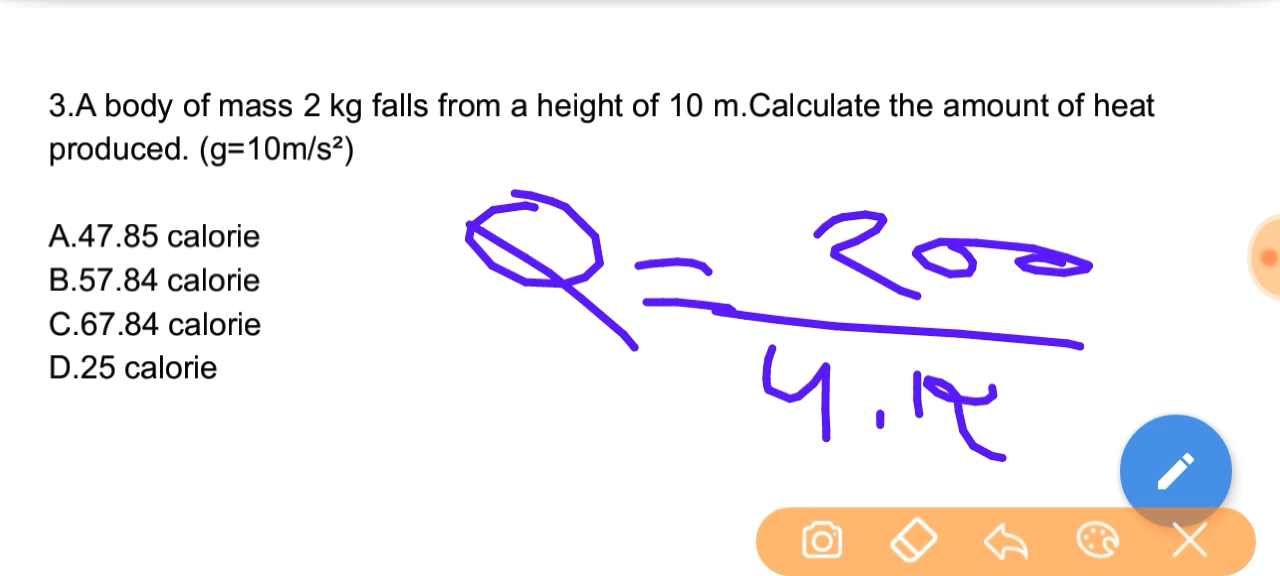 3.A body of mass 2 kg falls from a height of 10 m.Calculate the amount of heat
produced. (g=10m/s²)
A.47.85 calorie
B.57.84 calorie
C.67.84 calorie
D.25 calorie
Q = 200
4.18